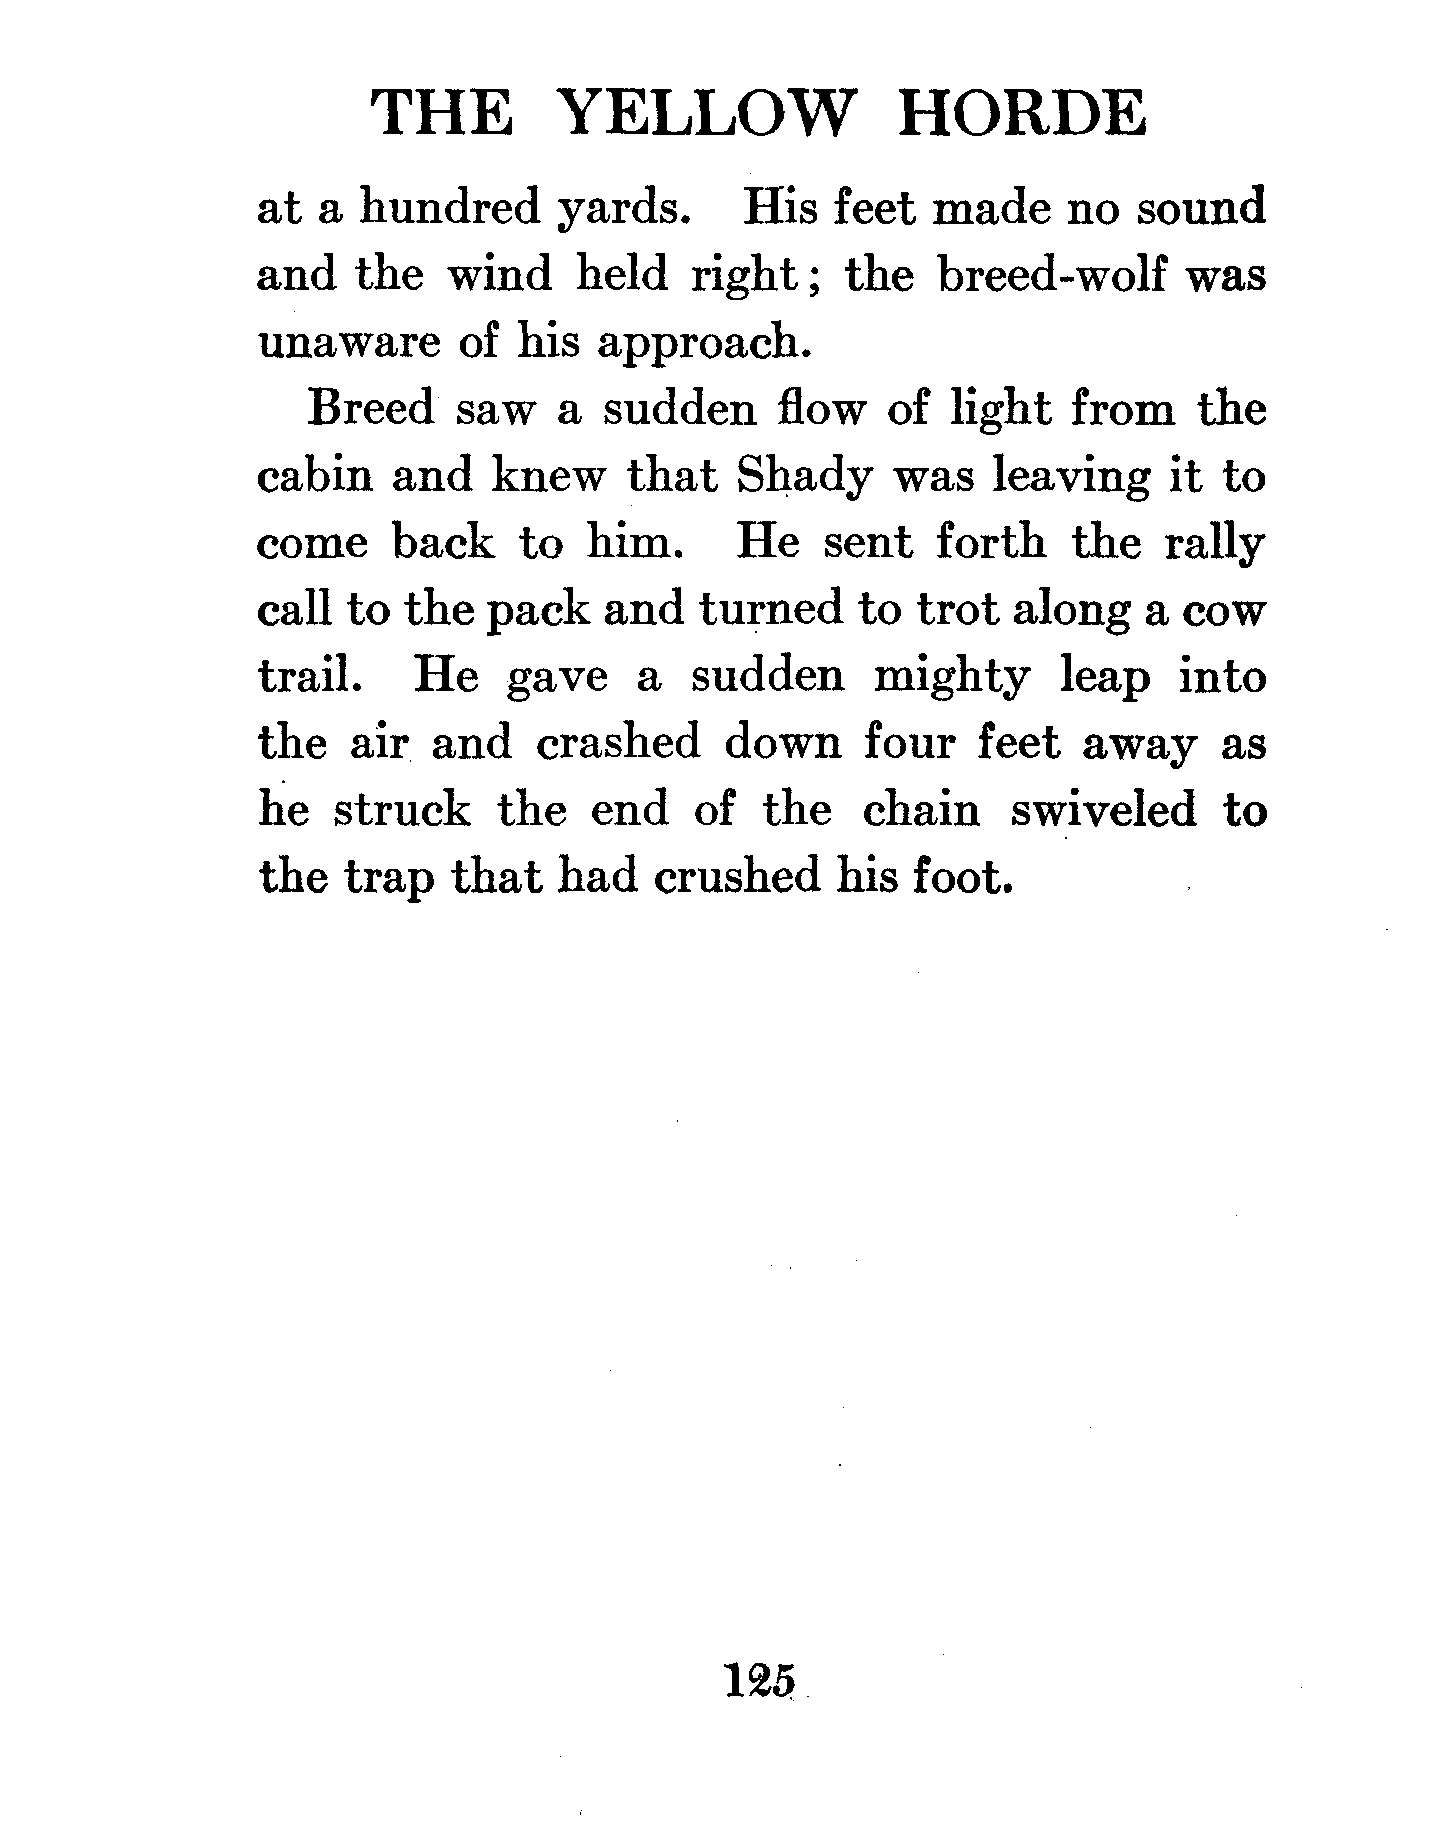 THE YELLOW HORDE
at a hundred yards. His feet made no sound
and the wind held right; the breed-wolf was
unaware of his approach.
Breed saw a sudden flow of light from the
cabin and knew that Shady was leaving it to
come back to him. He sent forth the rally
call to the pack and turned to trot along a cow
trail. He gave a sudden mighty leap into
the air and crashed down four feet away as
he struck the end of the chain swiveled to
the trap that had crushed his foot.
125